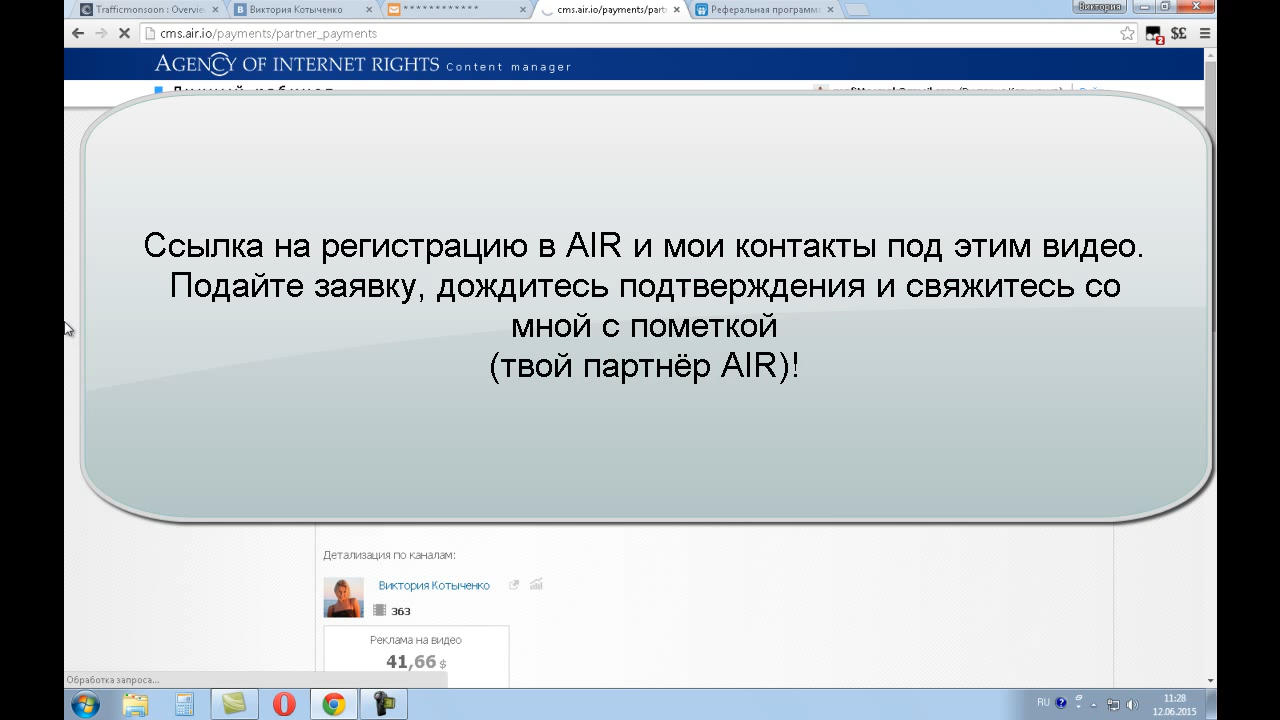 Trafficmonsoon : Overvie
Виктория Котыченко
************
cms.air.io/payments/part
Реферальная программ
Виктория
cms.air.io/payments/partner_payments
2
$£
AGENCY OF INTERNET RIGHTS Content manager
Ссылка на регистрацию в AIR и мои контакты под этим видео.
Подайте заявку, дождитесь подтверждения и свяжитесь со
мной с пометкой
(твой партнёр AIR)!
Детализация по каналам:
Виктория Котыченко
363
Реклама на видео
41,66 $
Обработка запроса...
RU
11:28
12.06.2015